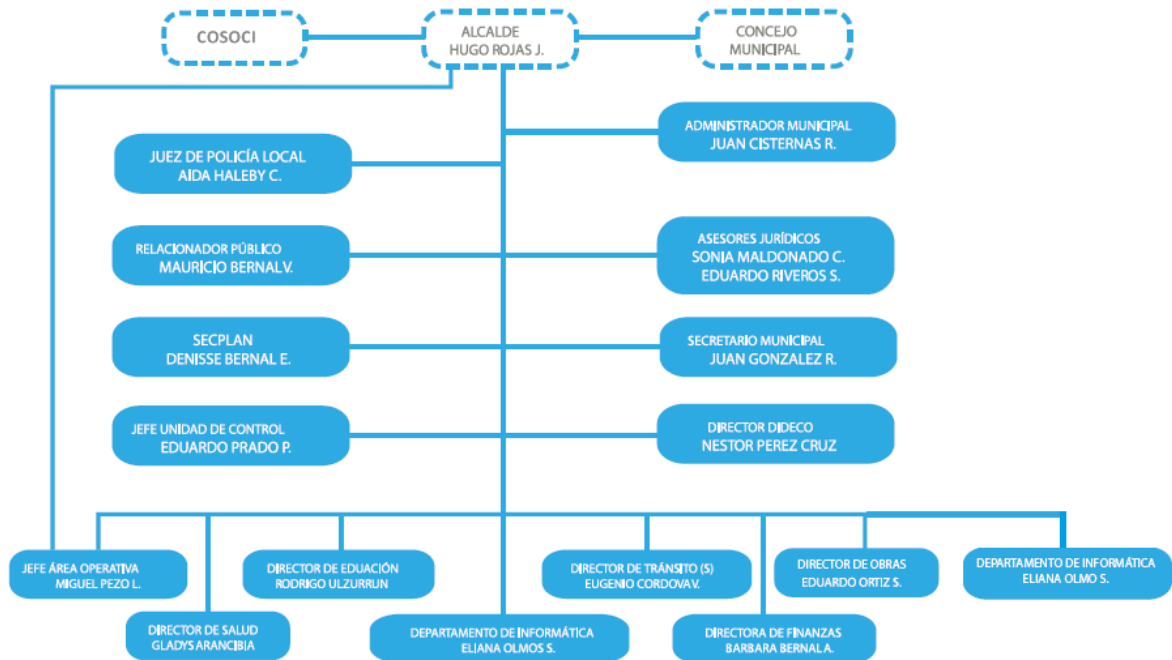 COSOCI
ALCALDE
HUGO ROJAS J.
CONCEJO
MUNICIPAL
ADMINISTRADOR MUNICIPAL
JUAN CISTERNAS R.
JUEZ DE POLICÍA LOCAL
AIDA HALEBY C.
RELACIONADOR PÚBLICO
MAURICIO BERNAL V.
ASESORES JURÍDICOS
SONIA MALDONADO C.
EDUARDO RIVEROS S.
SECPLAN
DENISSE BERNAL E.
SECRETARIO MUNICIPAL
JUAN GONZALEZ R.
JEFE UNIDAD DE CONTROL
EDUARDO PRADO P.
DIRECTOR DIDECO
NESTOR PEREZ CRUZ
JEFE ÁREA OPERATIVA
MIGUEL PEZO L.
DIRECTOR DE EDUACIÓN
RODRIGO ULZURRUN
DIRECTOR DE TRÁNSITO (S)
EUGENIO CORDOVA V.
DIRECTOR DE OBRAS
EDUARDO ORTIZ S.
DEPARTAMENTO DE INFORMÁTICA
ELIANA OLMO S.
DIRECTOR DE SALUD
GLADYS ARANCIBIA
DEPARTAMENTO DE INFORMÁTICA
ELIANA OLMOS S.
DIRECTORA DE FINANZAS
BARBARA BERNAL A.